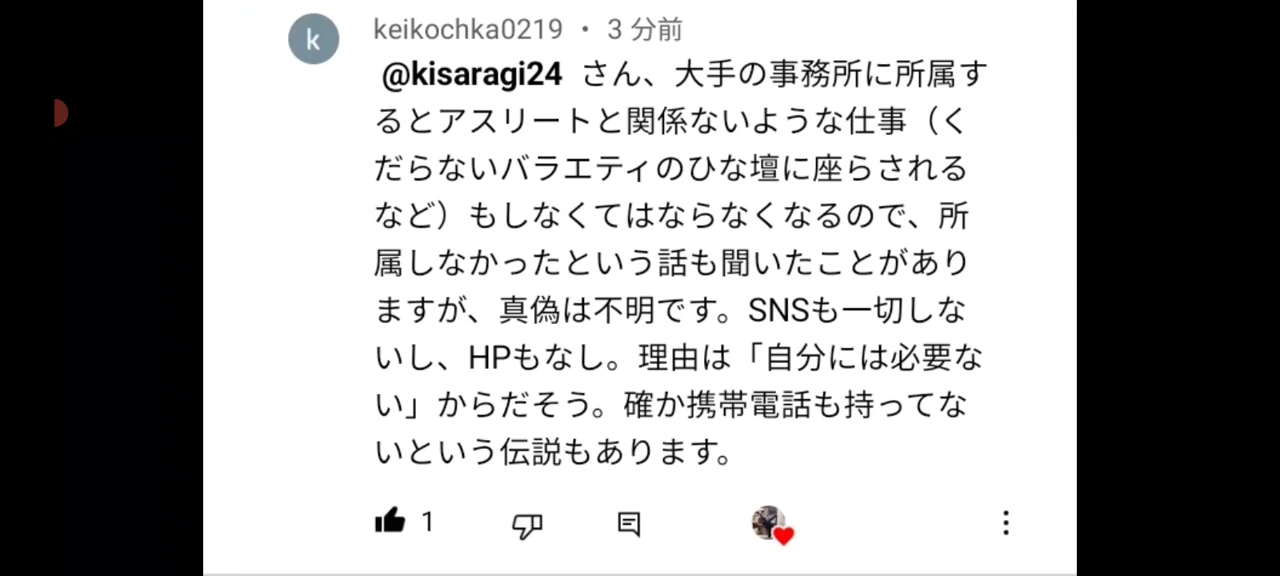 k
keikochka0219 • 3 分前
@kisaragi24 さん、大手の事務所に所属す
るとアスリートと関係ないような仕事（く
だらないバラエティのひな壇に座らされる
など）もしなくてはならなくなるので、所
属しなかったという話も聞いたことがあり
ますが、真偽は不明です。SNSも一切しな
いし、HPもなし。理由は「自分には必要な
い」からだそう。確か携帯電話も持ってな
いという伝説もあります。
1